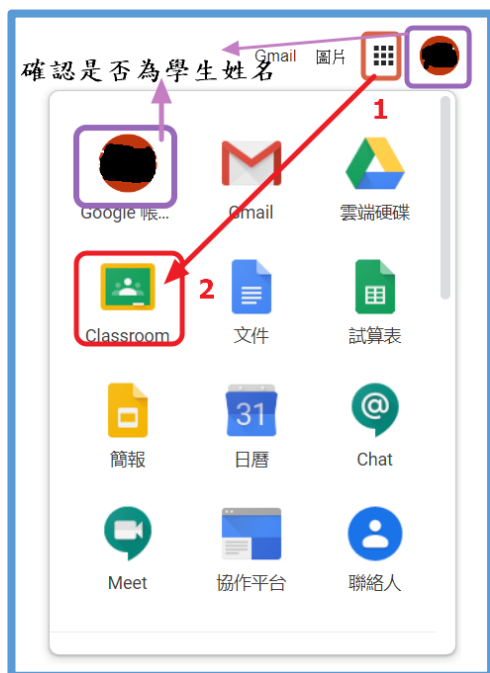 Gmail 圖片
確認是否為學生姓名
1
Google 帳... Gmail 雲端硬碟
2
Classroom 文件 試算表
31
簡報 日曆 Chat
Meet 協作平台 聯絡人